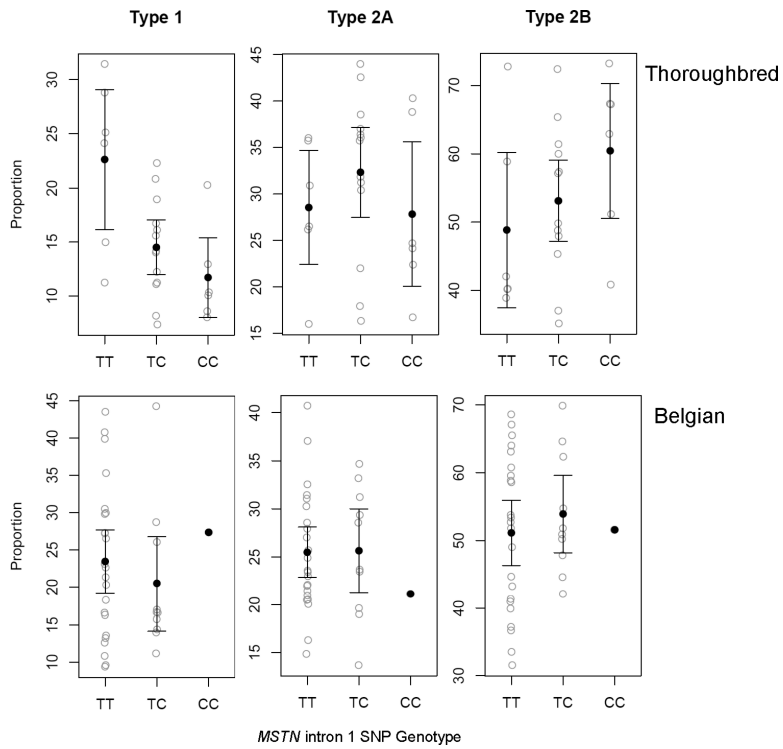 Type 1 Type 2A Type 2B
Thoroughbred
Proportion
10 15 20 25 30
15 20 25 30 35 40 45
40 50 60 70
TT TC CC
TT TC CC
TT TC CC
Belgian
Proportion
10 15 20 25 30 35 40 45
15 20 25 30 35 40
30 40 50 60 70
TT TC CC
TT TC CC
TT TC CC
MSTN intron 1 SNP Genotype